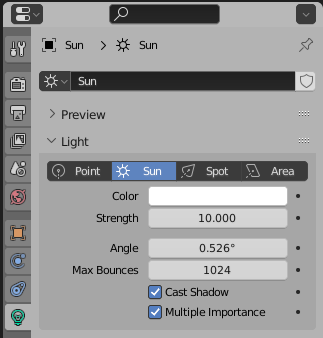 Sun > Sun
Sun
Preview
Light
Point Sun Spot Area
Color
Strength 10.000
Angle 0.526°
Max Bounces 1024
Cast Shadow
Multiple Importance